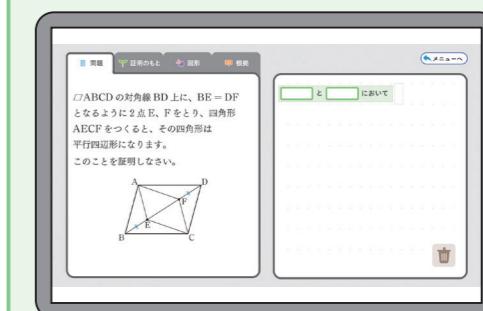 問題
証明のもと
図形
根拠
メニューへ
▱ABCD の対角線 BD 上に、BE = DF
となるように2点 E、F をとり、四角形
AECF をつくると、その四角形は
平行四辺形になります。
このことを証明しなさい。
A
D
F
E
B
C
と
において